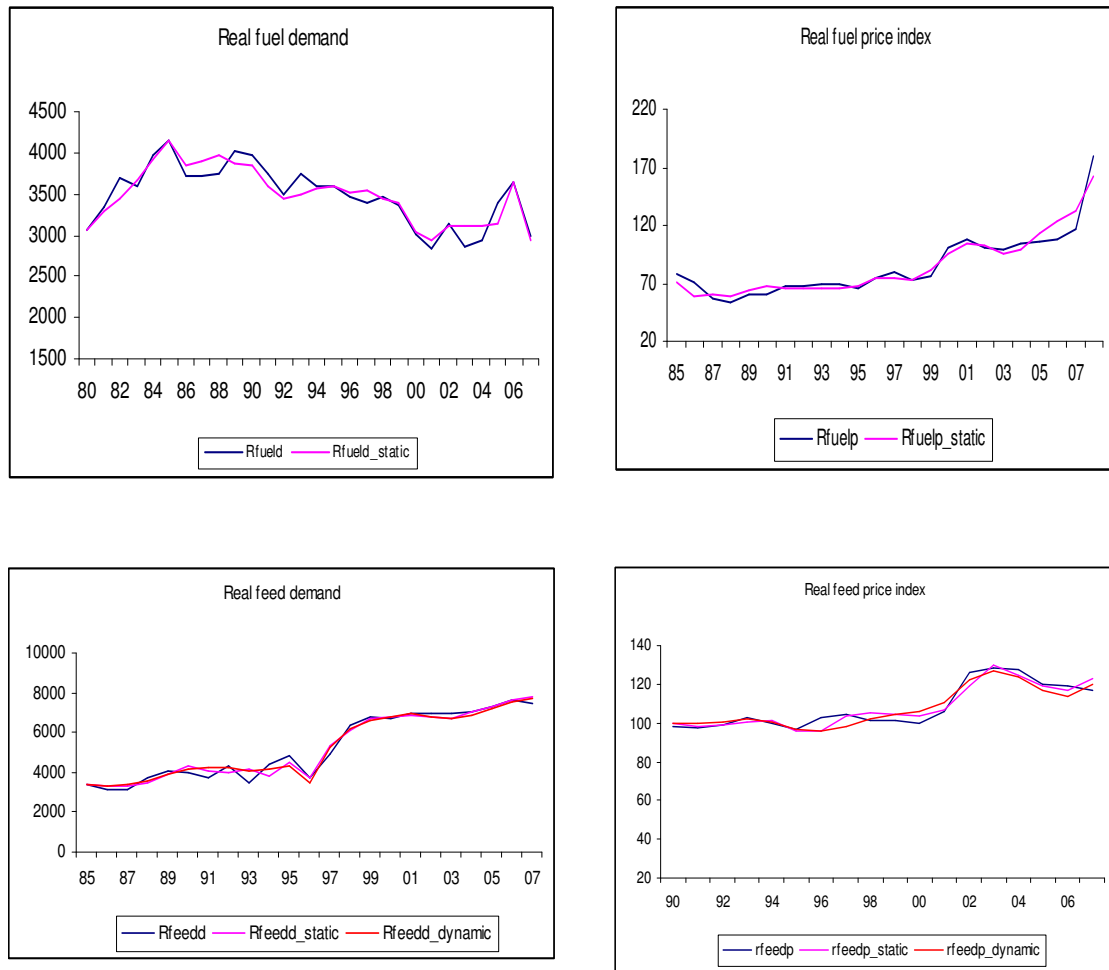 Real fuel demand
4500
4000
3500
3000
2500
2000
1500
80 82 84 86 88 90 92 94 96 98 00 02 04 06
Rfueld Rfueld_static
Real fuel price index
220
170
120
70
20
85 87 89 91 93 95 97 99 01 03 05 07
Rfuelp Rfuelp_static
Real feed demand
10000
8000
6000
4000
2000
0
85 87 89 91 93 95 97 99 01 03 05 07
Rfeedd Rfeedd_static Rfeedd_dynamic
Real feed price index
140
120
100
80
60
40
20
90 92 94 96 98 00 02 04 06
rfeedp rfeedp_static rfeedp_dynamic